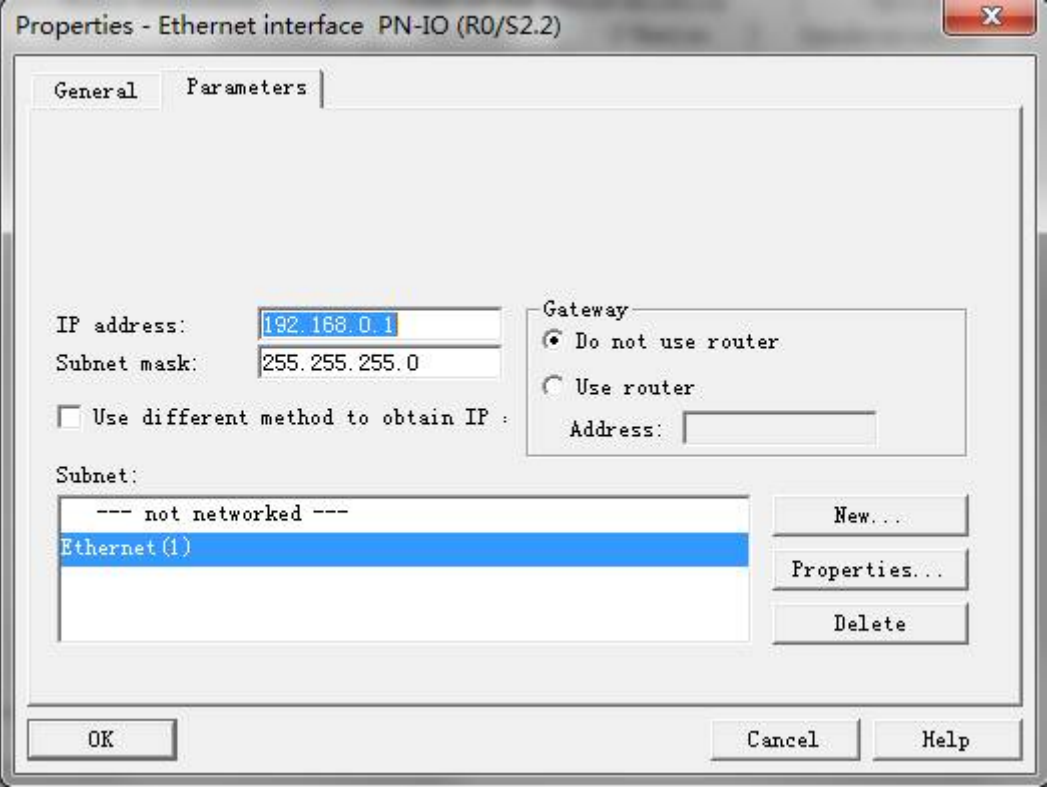 Properties - Ethernet interface PN-IO (R0/S2.2)
General
Parameters
IP address:
192.168.0.1
Subnet mask:
255.255.255.0
Use different method to obtain IP :
Gateway
Do not use router
Use router
Address:
Subnet:
--- not networked ---
Ethernet(1)
New...
Properties...
Delete
OK
Cancel
Help